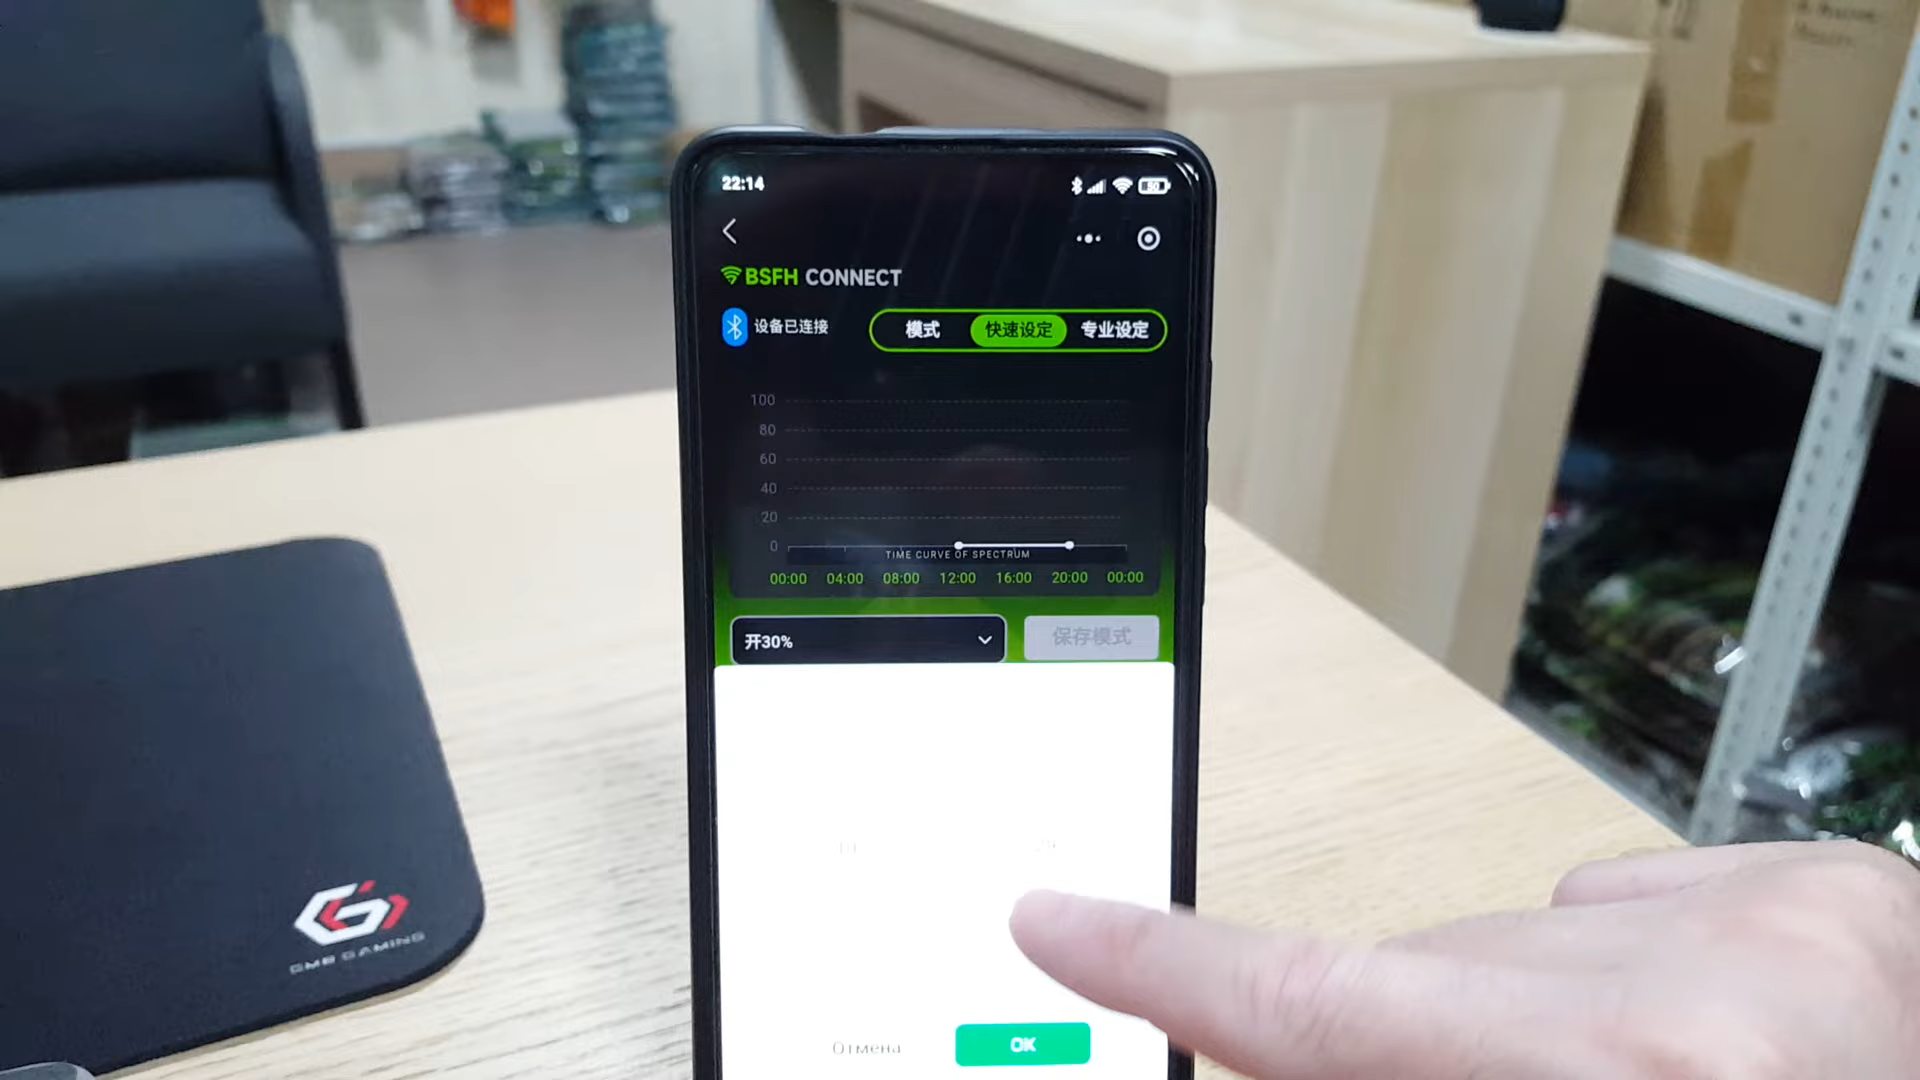 22:14
50
BSFH CONNECT
设备已连接
模式 快速设定 专业设定
100
80
60
40
20
0
TIME CURVE OF SPECTRUM
00:00 04:00 08:00 12:00 16:00 20:00 00:00
开30%
保存模式
Отмена
OK
GMB GAMING